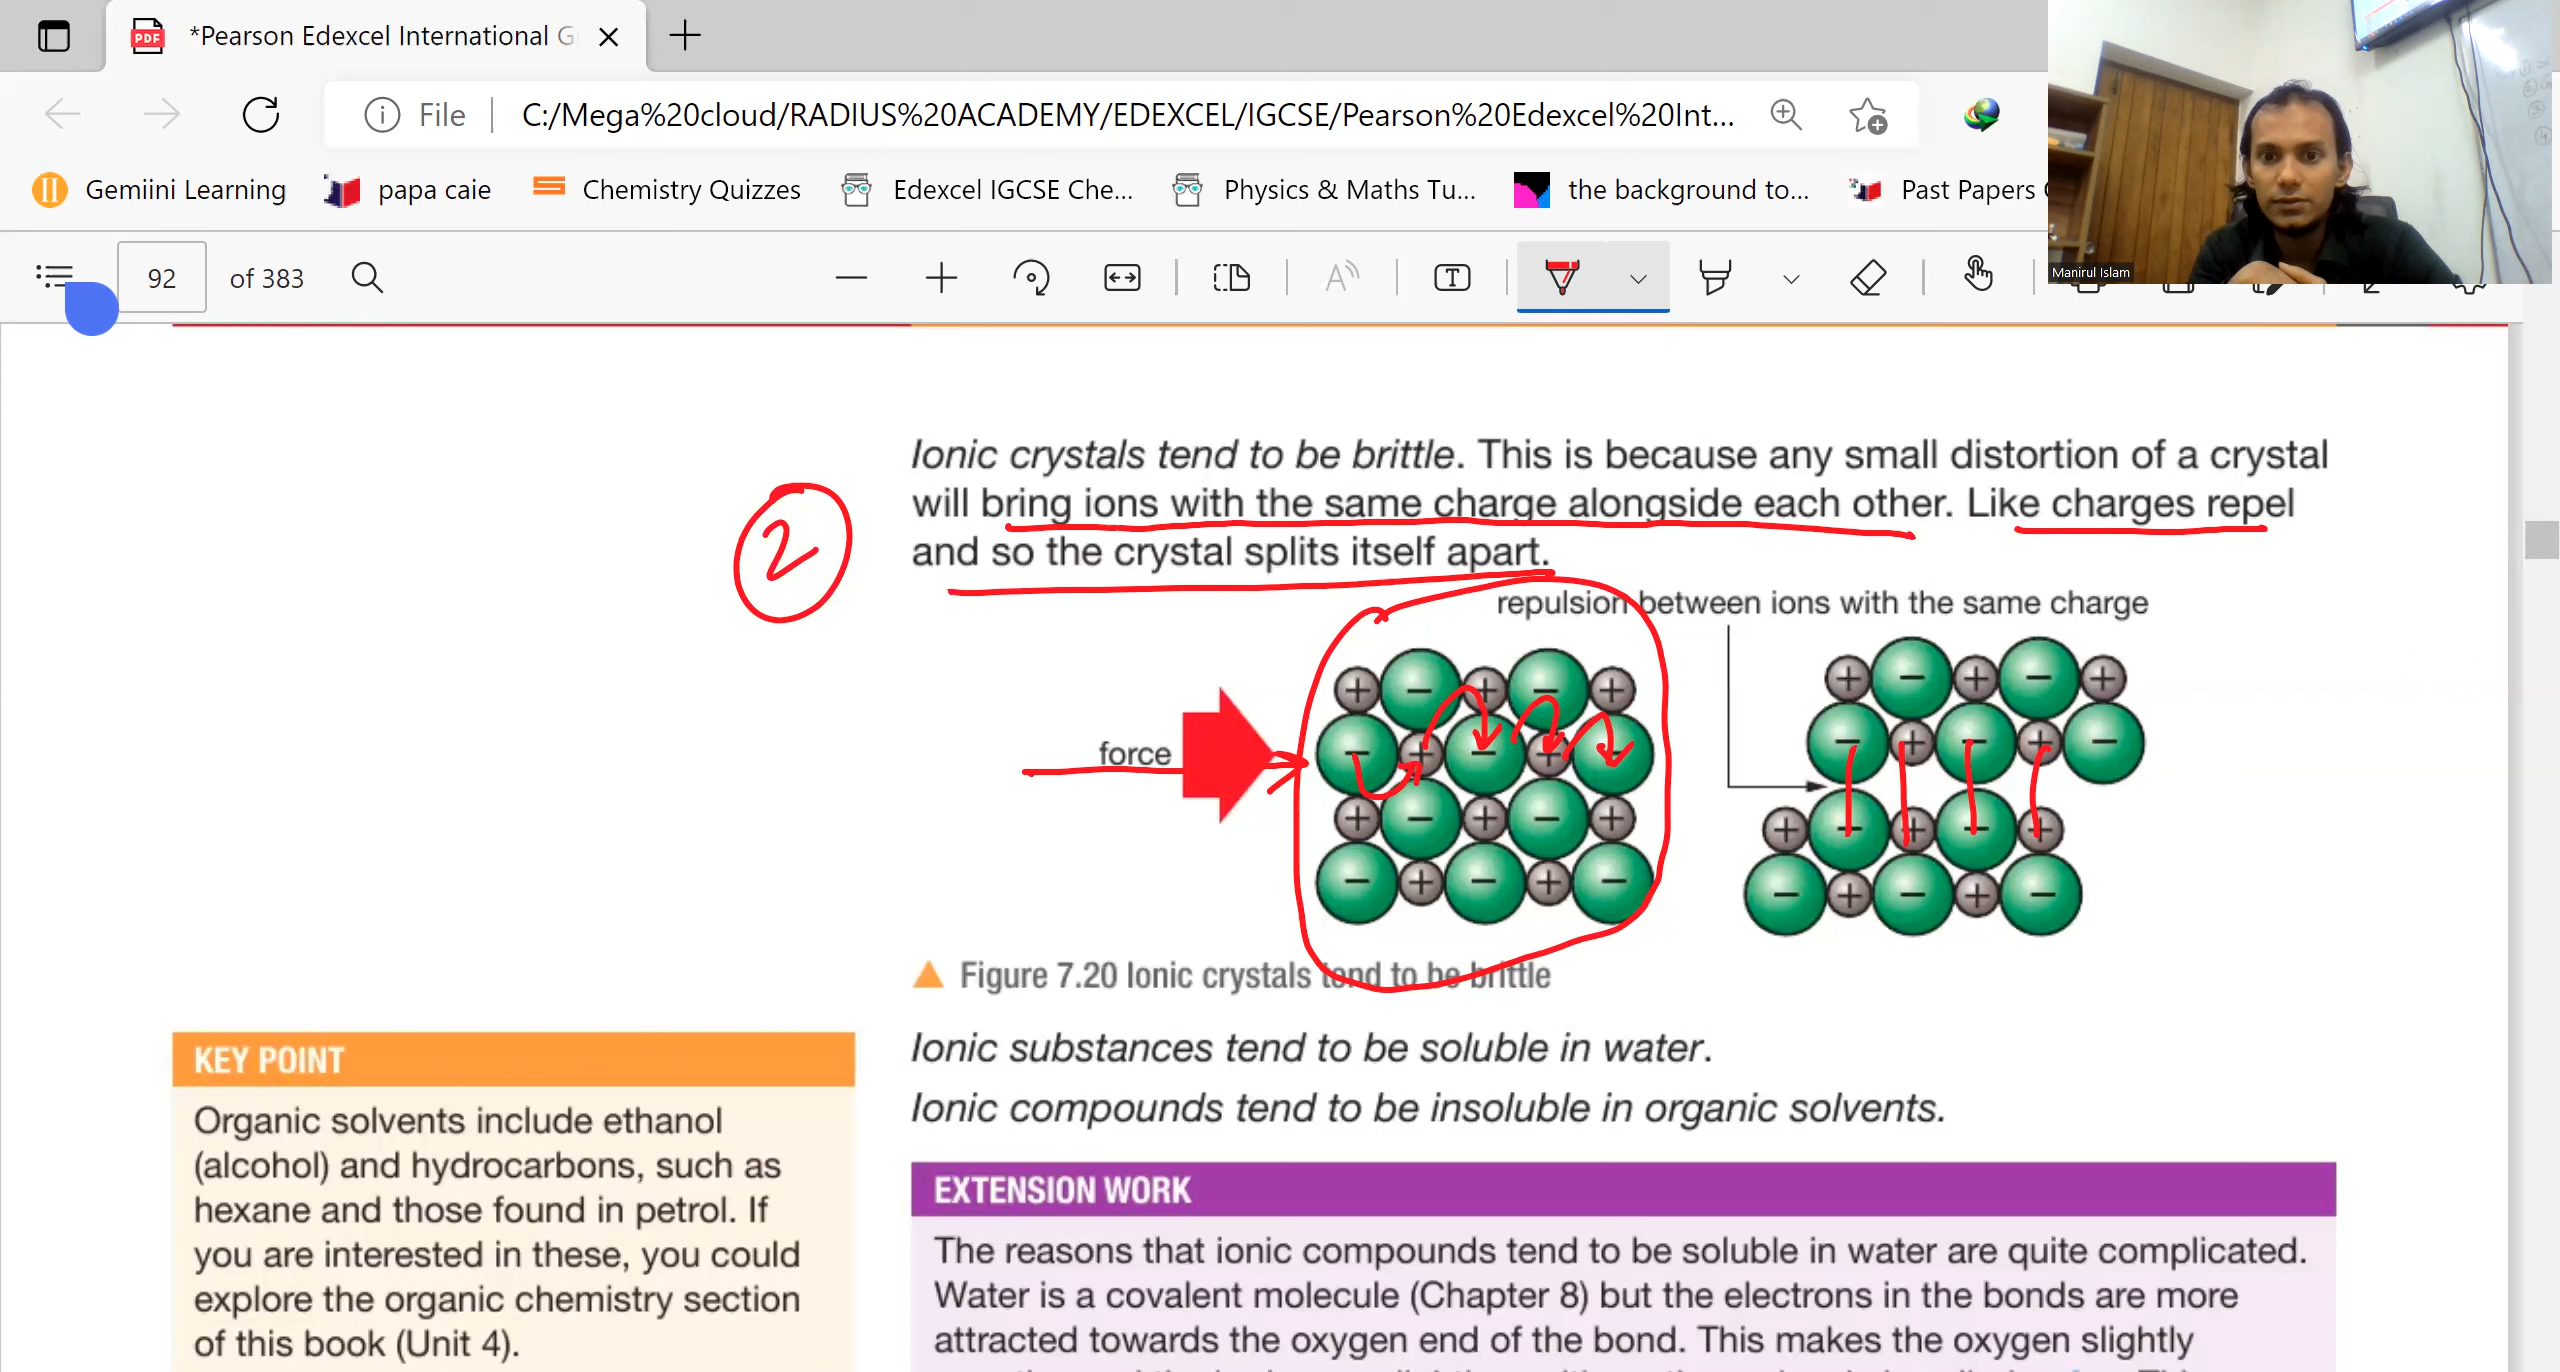 *Pearson Edexcel International G
File
C:/Mega%20cloud/RADIUS%20ACADEMY/EDEXCEL/IGCSE/Pearson%20Edexcel%20Int...
Gemiini Learning
papa caie
Chemistry Quizzes
Edexcel IGCSE Che...
Physics & Maths Tu...
the background to...
Past Papers
Manirul Islam
92 of 383
Ionic crystals tend to be brittle. This is because any small distortion of a crystal
will bring ions with the same charge alongside each other. Like charges repel
and so the crystal splits itself apart.
2
repulsion between ions with the same charge
force
Figure 7.20 Ionic crystals tend to be brittle
Ionic substances tend to be soluble in water.
Ionic compounds tend to be insoluble in organic solvents.
KEY POINT
Organic solvents include ethanol
(alcohol) and hydrocarbons, such as
hexane and those found in petrol. If
you are interested in these, you could
explore the organic chemistry section
of this book (Unit 4).
EXTENSION WORK
The reasons that ionic compounds tend to be soluble in water are quite complicated.
Water is a covalent molecule (Chapter 8) but the electrons in the bonds are more
attracted towards the oxygen end of the bond. This makes the oxygen slightly